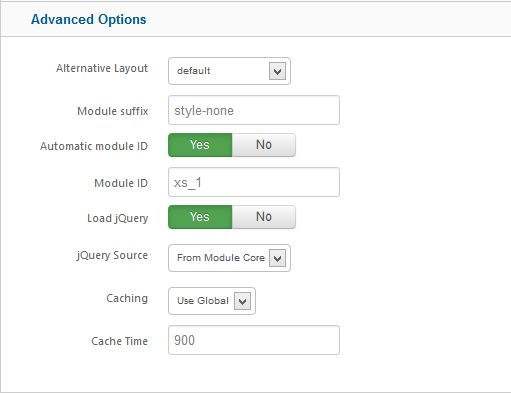 Advanced Options
Alternative Layout default
Module suffix style-none
Automatic module ID Yes No
Module ID xs_1
Load jQuery Yes No
jQuery Source From Module Core
Caching Use Global
Cache Time 900